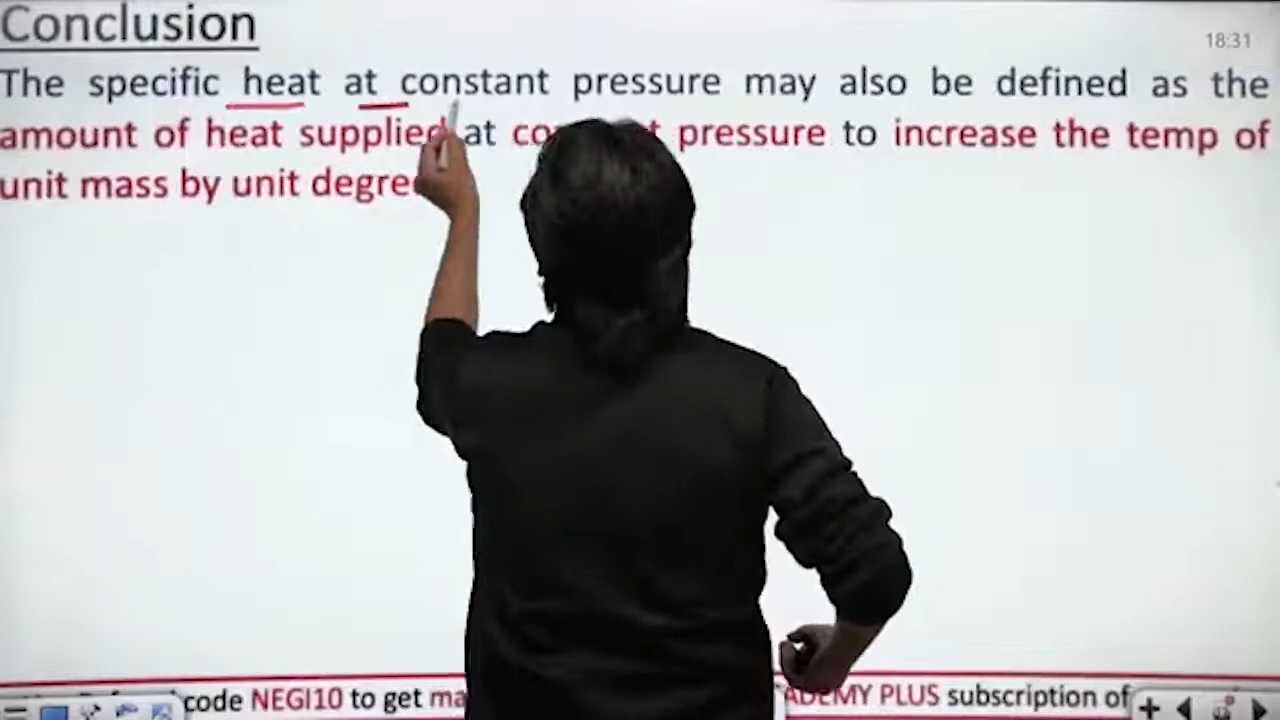 Conclusion
18:31
The specific heat at constant pressure may also be defined as the
amount of heat supplied at pressure to increase the temp of
unit mass by unit
code NEGI10 to get PLUS subscription of